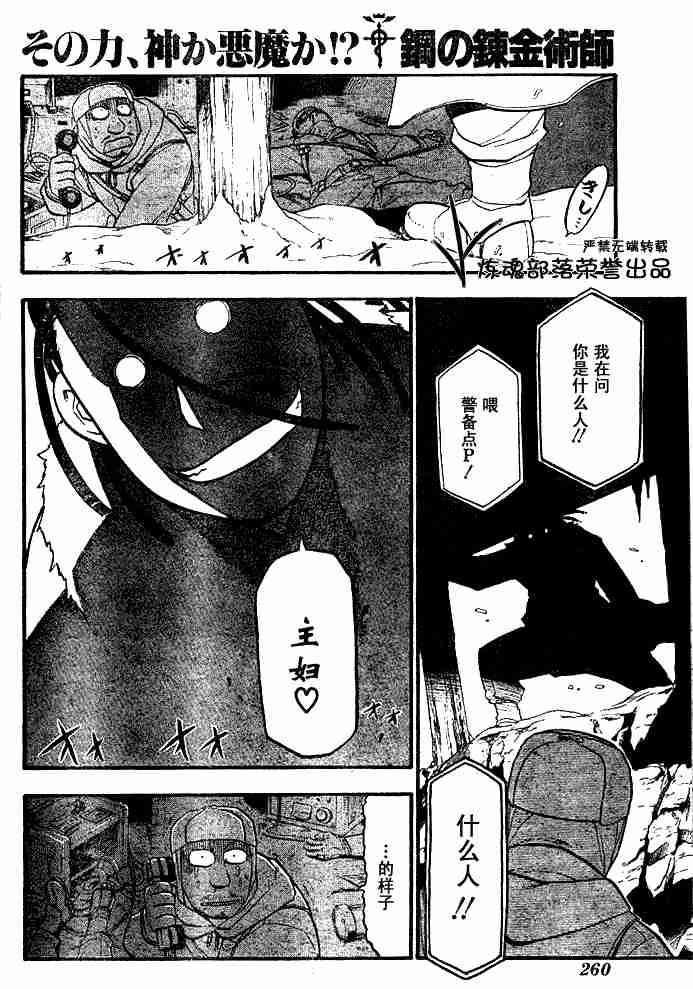 その力、神か悪魔か!?
鋼の錬金術師
きし…
严禁无端转载
炼魂部落荣誉出品
我在问
你是什么人!!
喂
警备点P!
什么人!!
主
妇♡
…的样子
260